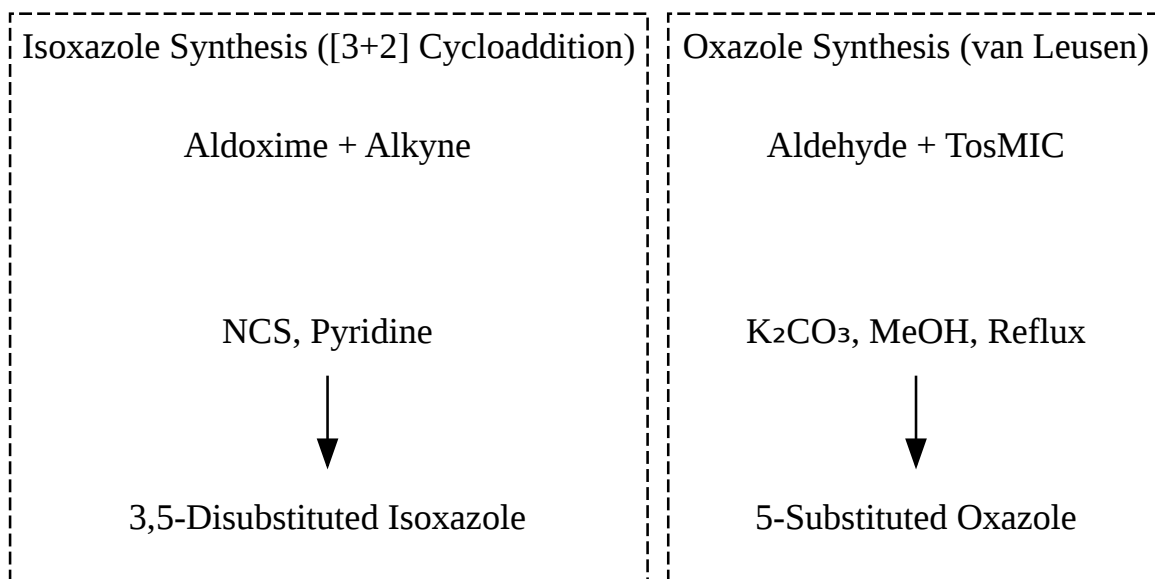 Isoxazole Synthesis ([3+2] Cycloaddition)
Aldoxime + Alkyne
NCS, Pyridine
3,5-Disubstituted Isoxazole
Oxazole Synthesis (van Leusen)
Aldehyde + TosMIC
K₂CO₃, MeOH, Reflux
5-Substituted Oxazole